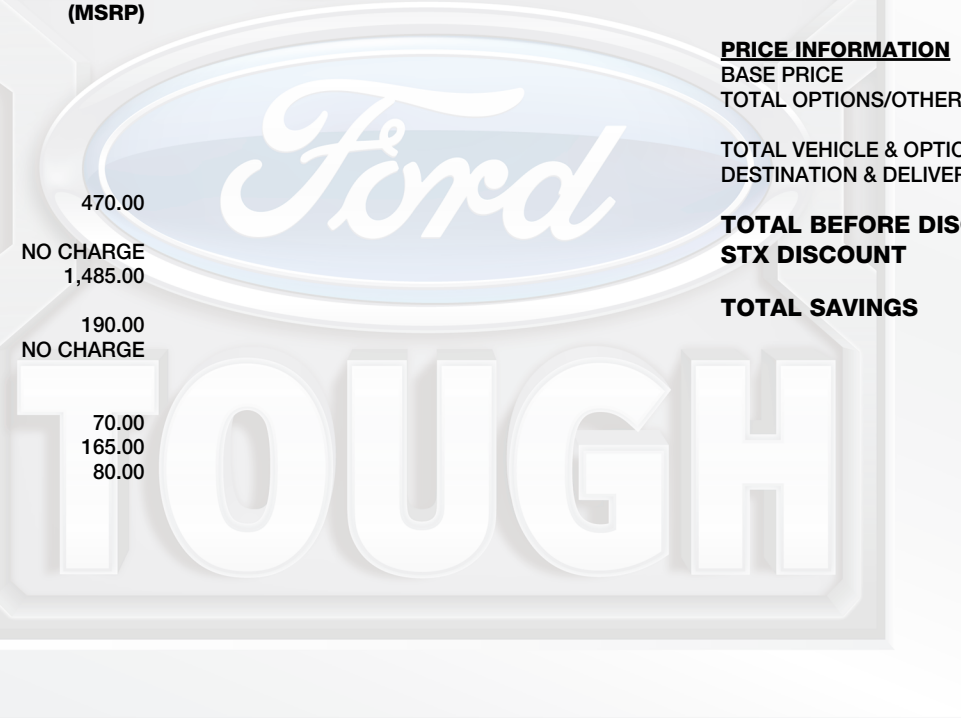 (MSRP)
470.00
NO CHARGE
1,485.00
190.00
NO CHARGE
70.00
165.00
80.00
PRICE INFORMATION
BASE PRICE
TOTAL OPTIONS/OTHER
TOTAL VEHICLE & OPTIO
DESTINATION & DELIVER
TOTAL BEFORE DISC
STX DISCOUNT
TOTAL SAVINGS
Ford
TOUGH